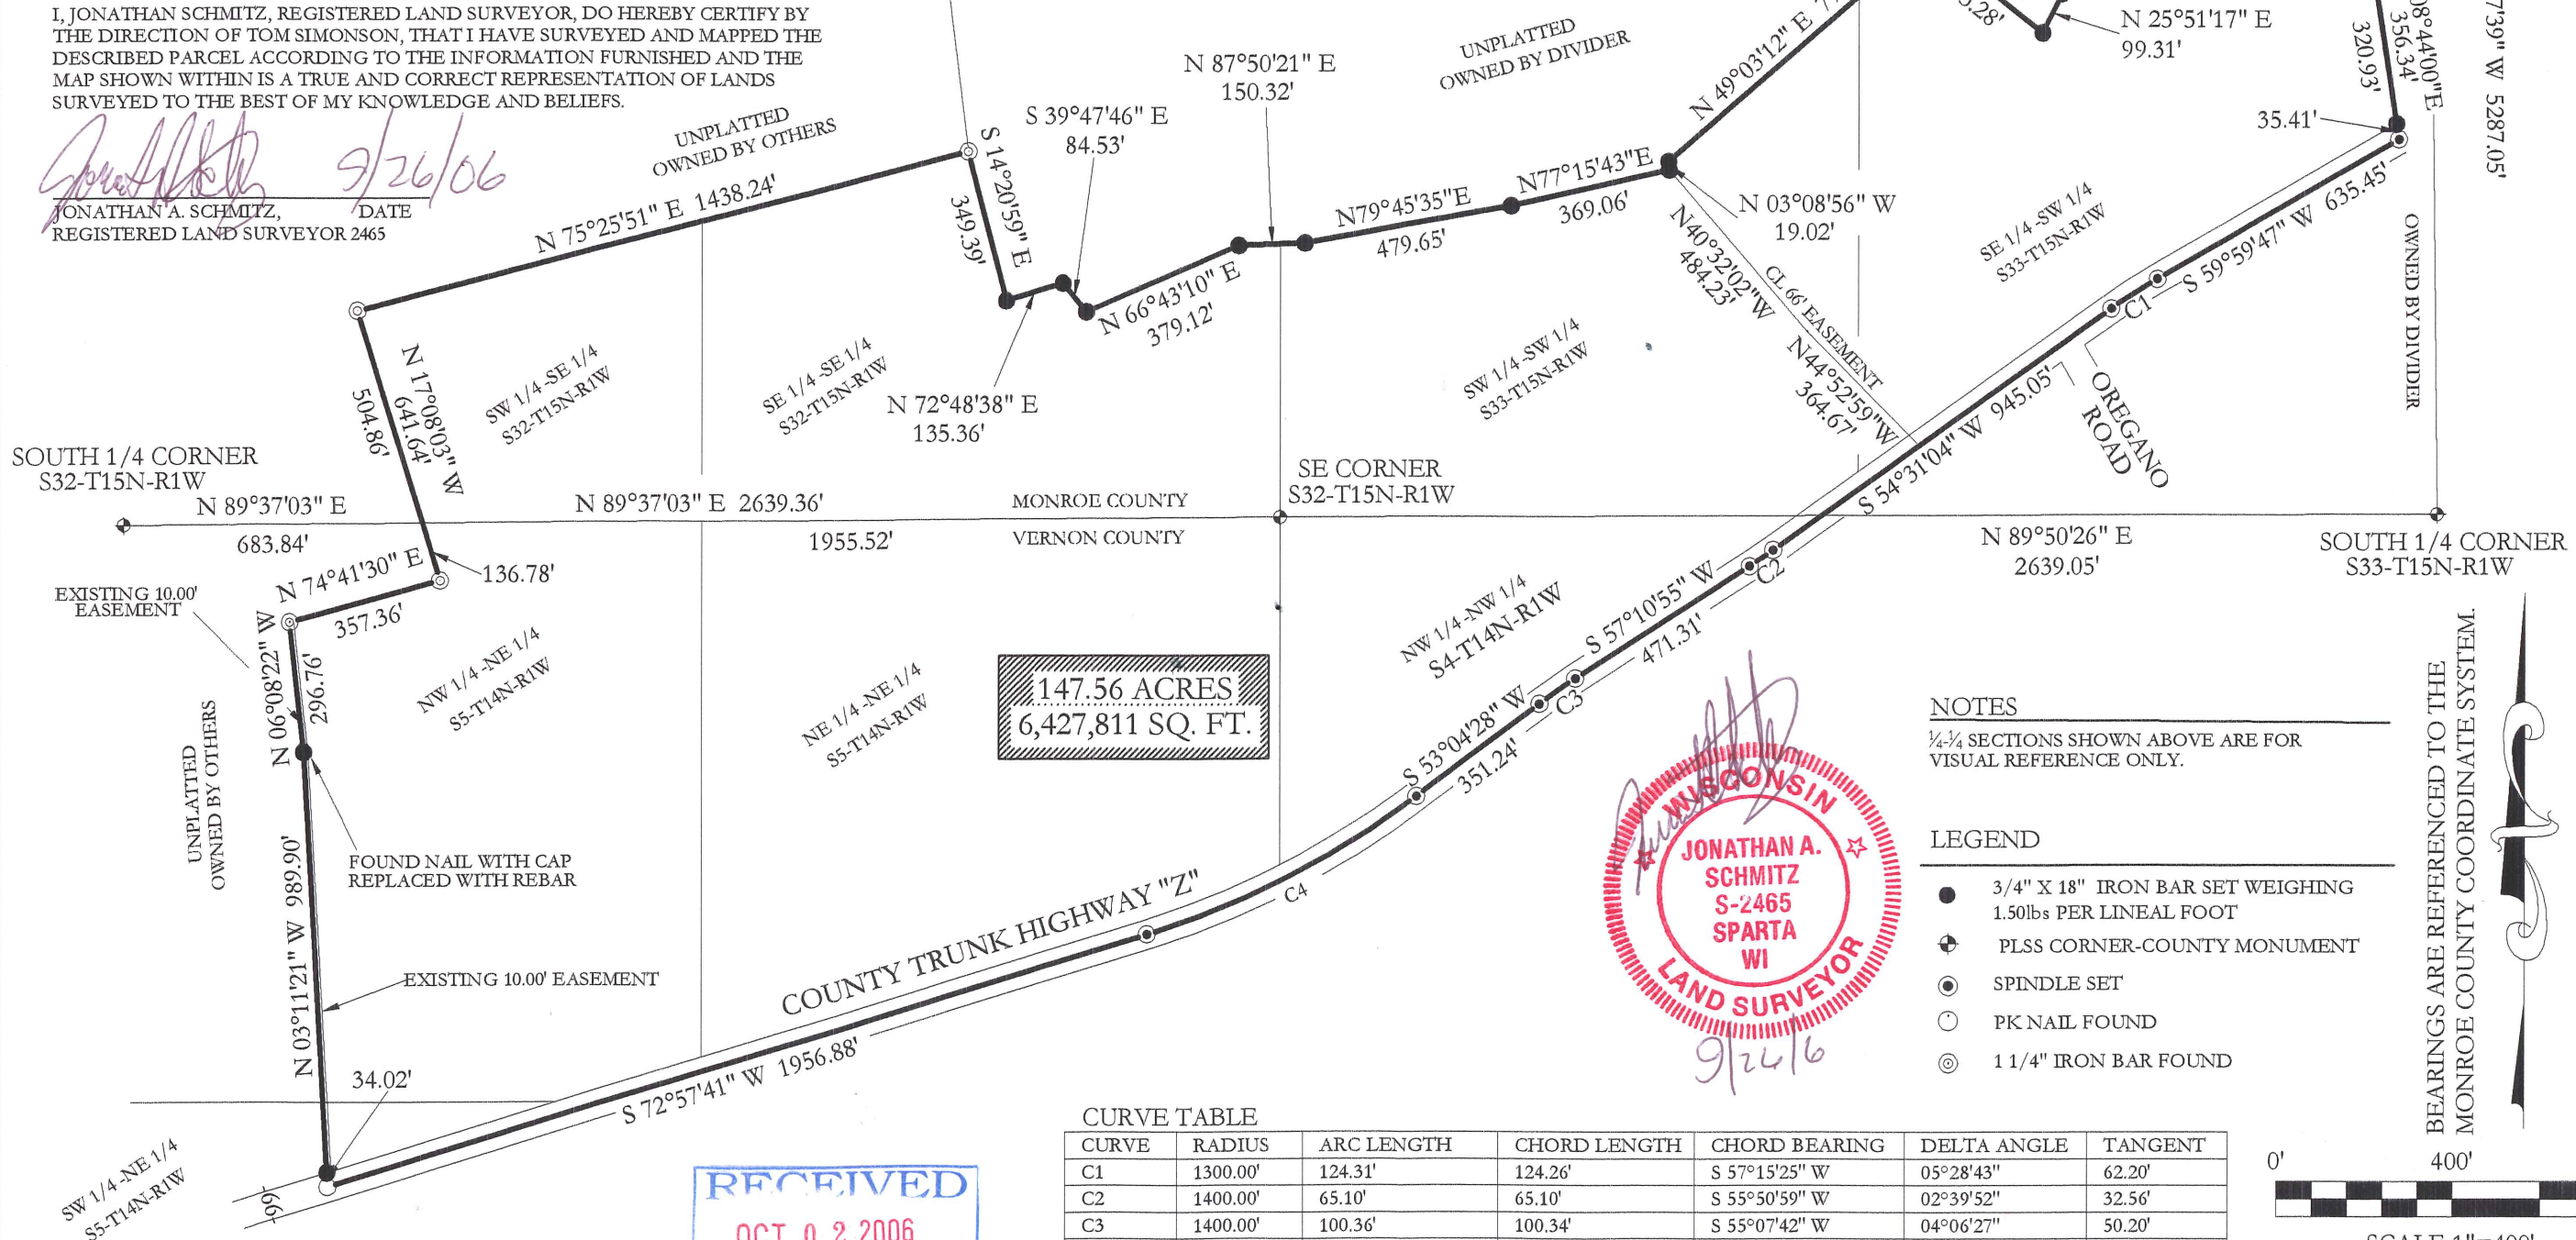 I, JONATHAN SCHMITZ, REGISTERED LAND SURVEYOR, DO HEREBY CERTIFY BY
THE DIRECTION OF TOM SIMONSON, THAT I HAVE SURVEYED AND MAPPED THE
DESCRIBED PARCEL ACCORDING TO THE INFORMATION FURNISHED AND THE
MAP SHOWN WITHIN IS A TRUE AND CORRECT REPRESENTATION OF LANDS
SURVEYED TO THE BEST OF MY KNOWLEDGE AND BELIEFS.
9/26/06
JONATHAN A. SCHMITZ, DATE
REGISTERED LAND SURVEYOR 2465
UNPLATTED
OWNED BY OTHERS
N 75°25'51" E 1438.24'
S 14°20'59" E
349.39'
S 39°47'46" E
84.53'
N 87°50'21" E
150.32'
UNPLATTED
OWNED BY DIVIDER
N 49°03'12" E
N 25°51'17" E
99.31'
08°44'00"E
356.34'
320.93'
7'39" W 5287.05'
35.41'
N 66°43'10" E
379.12'
N79°45'35"E
479.65'
N77°15'43"E
369.06'
N 03°08'56" W
19.02'
N40°32'02"W
484.23'
CL 66' EASEMENT
N44°52'59"W
364.67'
SE 1/4 -SW 1/4
S33-T15N-R1W
S 59°59'47" W 635.45'
C1
OWNED BY DIVIDER
OREGANO
ROAD
S 54°31'04" W 945.05'
N 17°08'03" W
641.64'
504.86'
SW 1/4 -SE 1/4
S32-T15N-R1W
SE 1/4 -SE 1/4
S32-T15N-R1W
N 72°48'38" E
135.36'
SW 1/4 -SW 1/4
S33-T15N-R1W
SOUTH 1/4 CORNER
S32-T15N-R1W
SE CORNER
S32-T15N-R1W
N 89°37'03" E
683.84'
N 89°37'03" E 2639.36'
1955.52'
MONROE COUNTY
VERNON COUNTY
N 89°50'26" E
2639.05'
SOUTH 1/4 CORNER
S33-T15N-R1W
N 74°41'30" E
357.36'
136.78'
EXISTING 10.00'
EASEMENT
N 06°08'22" W
296.76'
NW 1/4 -NE 1/4
S5-T14N-R1W
NE 1/4 -NE 1/4
S5-T14N-R1W
147.56 ACRES
6,427,811 SQ. FT.
NW 1/4 -NW 1/4
S4-T14N-R1W
C2
S 57°10'55" W
471.31'
C3
S 53°04'28" W
351.24'
C4
UNPLATTED
OWNED BY OTHERS
FOUND NAIL WITH CAP
REPLACED WITH REBAR
N 03°11'21" W 989.90'
EXISTING 10.00' EASEMENT
34.02'
COUNTY TRUNK HIGHWAY "Z"
S 72°57'41" W 1956.88'
SW 1/4 -NE 1/4
S5-T14N-R1W
66'
WISCONSIN
JONATHAN A.
SCHMITZ
S-2465
SPARTA
WI
LAND SURVEYOR
9/26/6
NOTES
¼-¼ SECTIONS SHOWN ABOVE ARE FOR
VISUAL REFERENCE ONLY.
LEGEND
3/4" X 18" IRON BAR SET WEIGHING
1.50lbs PER LINEAL FOOT
PLSS CORNER-COUNTY MONUMENT
SPINDLE SET
PK NAIL FOUND
1 1/4" IRON BAR FOUND
BEARINGS ARE REFERENCED TO THE
MONROE COUNTY COORDINATE SYSTEM.
RECEIVED
OCT 02 2006
CURVE TABLE
CURVE RADIUS ARC LENGTH CHORD LENGTH CHORD BEARING DELTA ANGLE TANGENT
C1 1300.00' 124.31' 124.26' S 57°15'25" W 05°28'43" 62.20'
C2 1400.00' 65.10' 65.10' S 55°50'59" W 02°39'52" 32.56'
C3 1400.00' 100.36' 100.34' S 55°07'42" W 04°06'27" 50.20'
0' 400'
SCALE 1"=400'